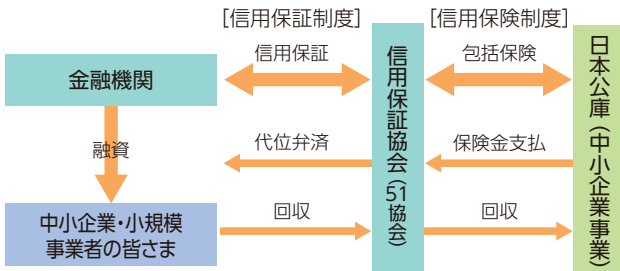 [信用保証制度]
[信用保険制度]
金融機関
信用保証
信用保証協会（51協会）
包括保険
日本公庫（中小企業事業）
融資
代位弁済
保険金支払
中小企業・小規模
事業者の皆さま
回収
回収